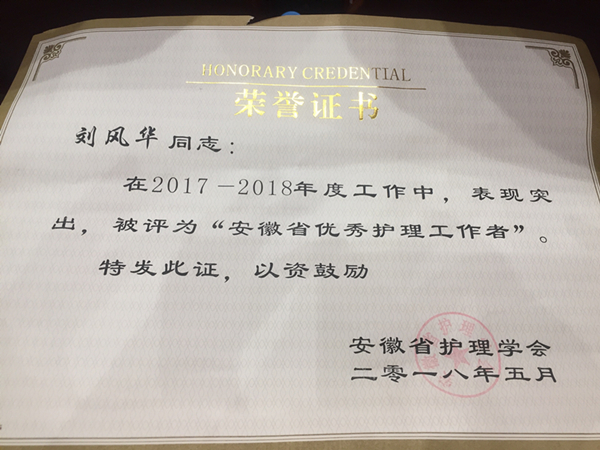 HONORARY CREDENTIAL
荣誉证书
刘风华同志：
在2017－2018年度工作中，表现突
出，被评为“安徽省优秀护理工作者”。
特发此证，以资鼓励
安徽省护理学会
二零一八年五月